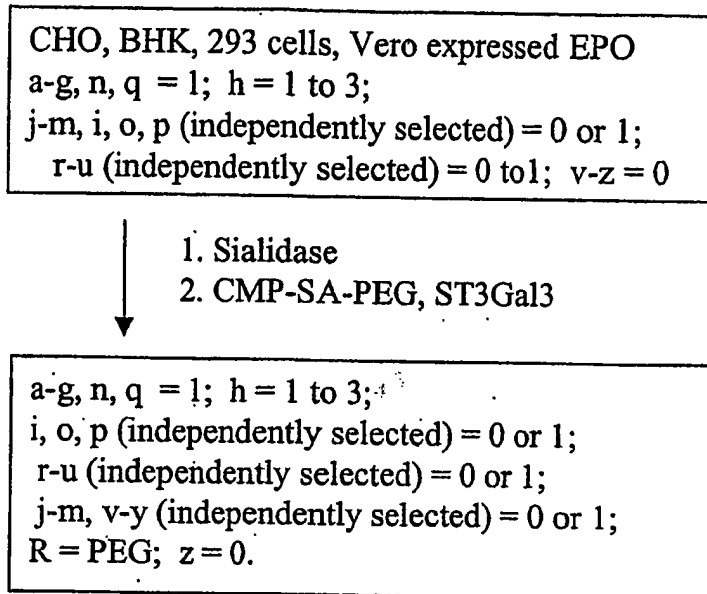 CHO, BHK, 293 cells, Vero expressed EPO
a-g, n, q = 1; h = 1 to 3;
j-m, i, o, p (independently selected) = 0 or 1;
r-u (independently selected) = 0 to1; v-z = 0
1. Sialidase
2. CMP-SA-PEG, ST3Gal3
a-g, n, q = 1; h = 1 to 3;
i, o, p (independently selected) = 0 or 1;
r-u (independently selected) = 0 or 1;
j-m, v-y (independently selected) = 0 or 1;
R = PEG; z = 0.